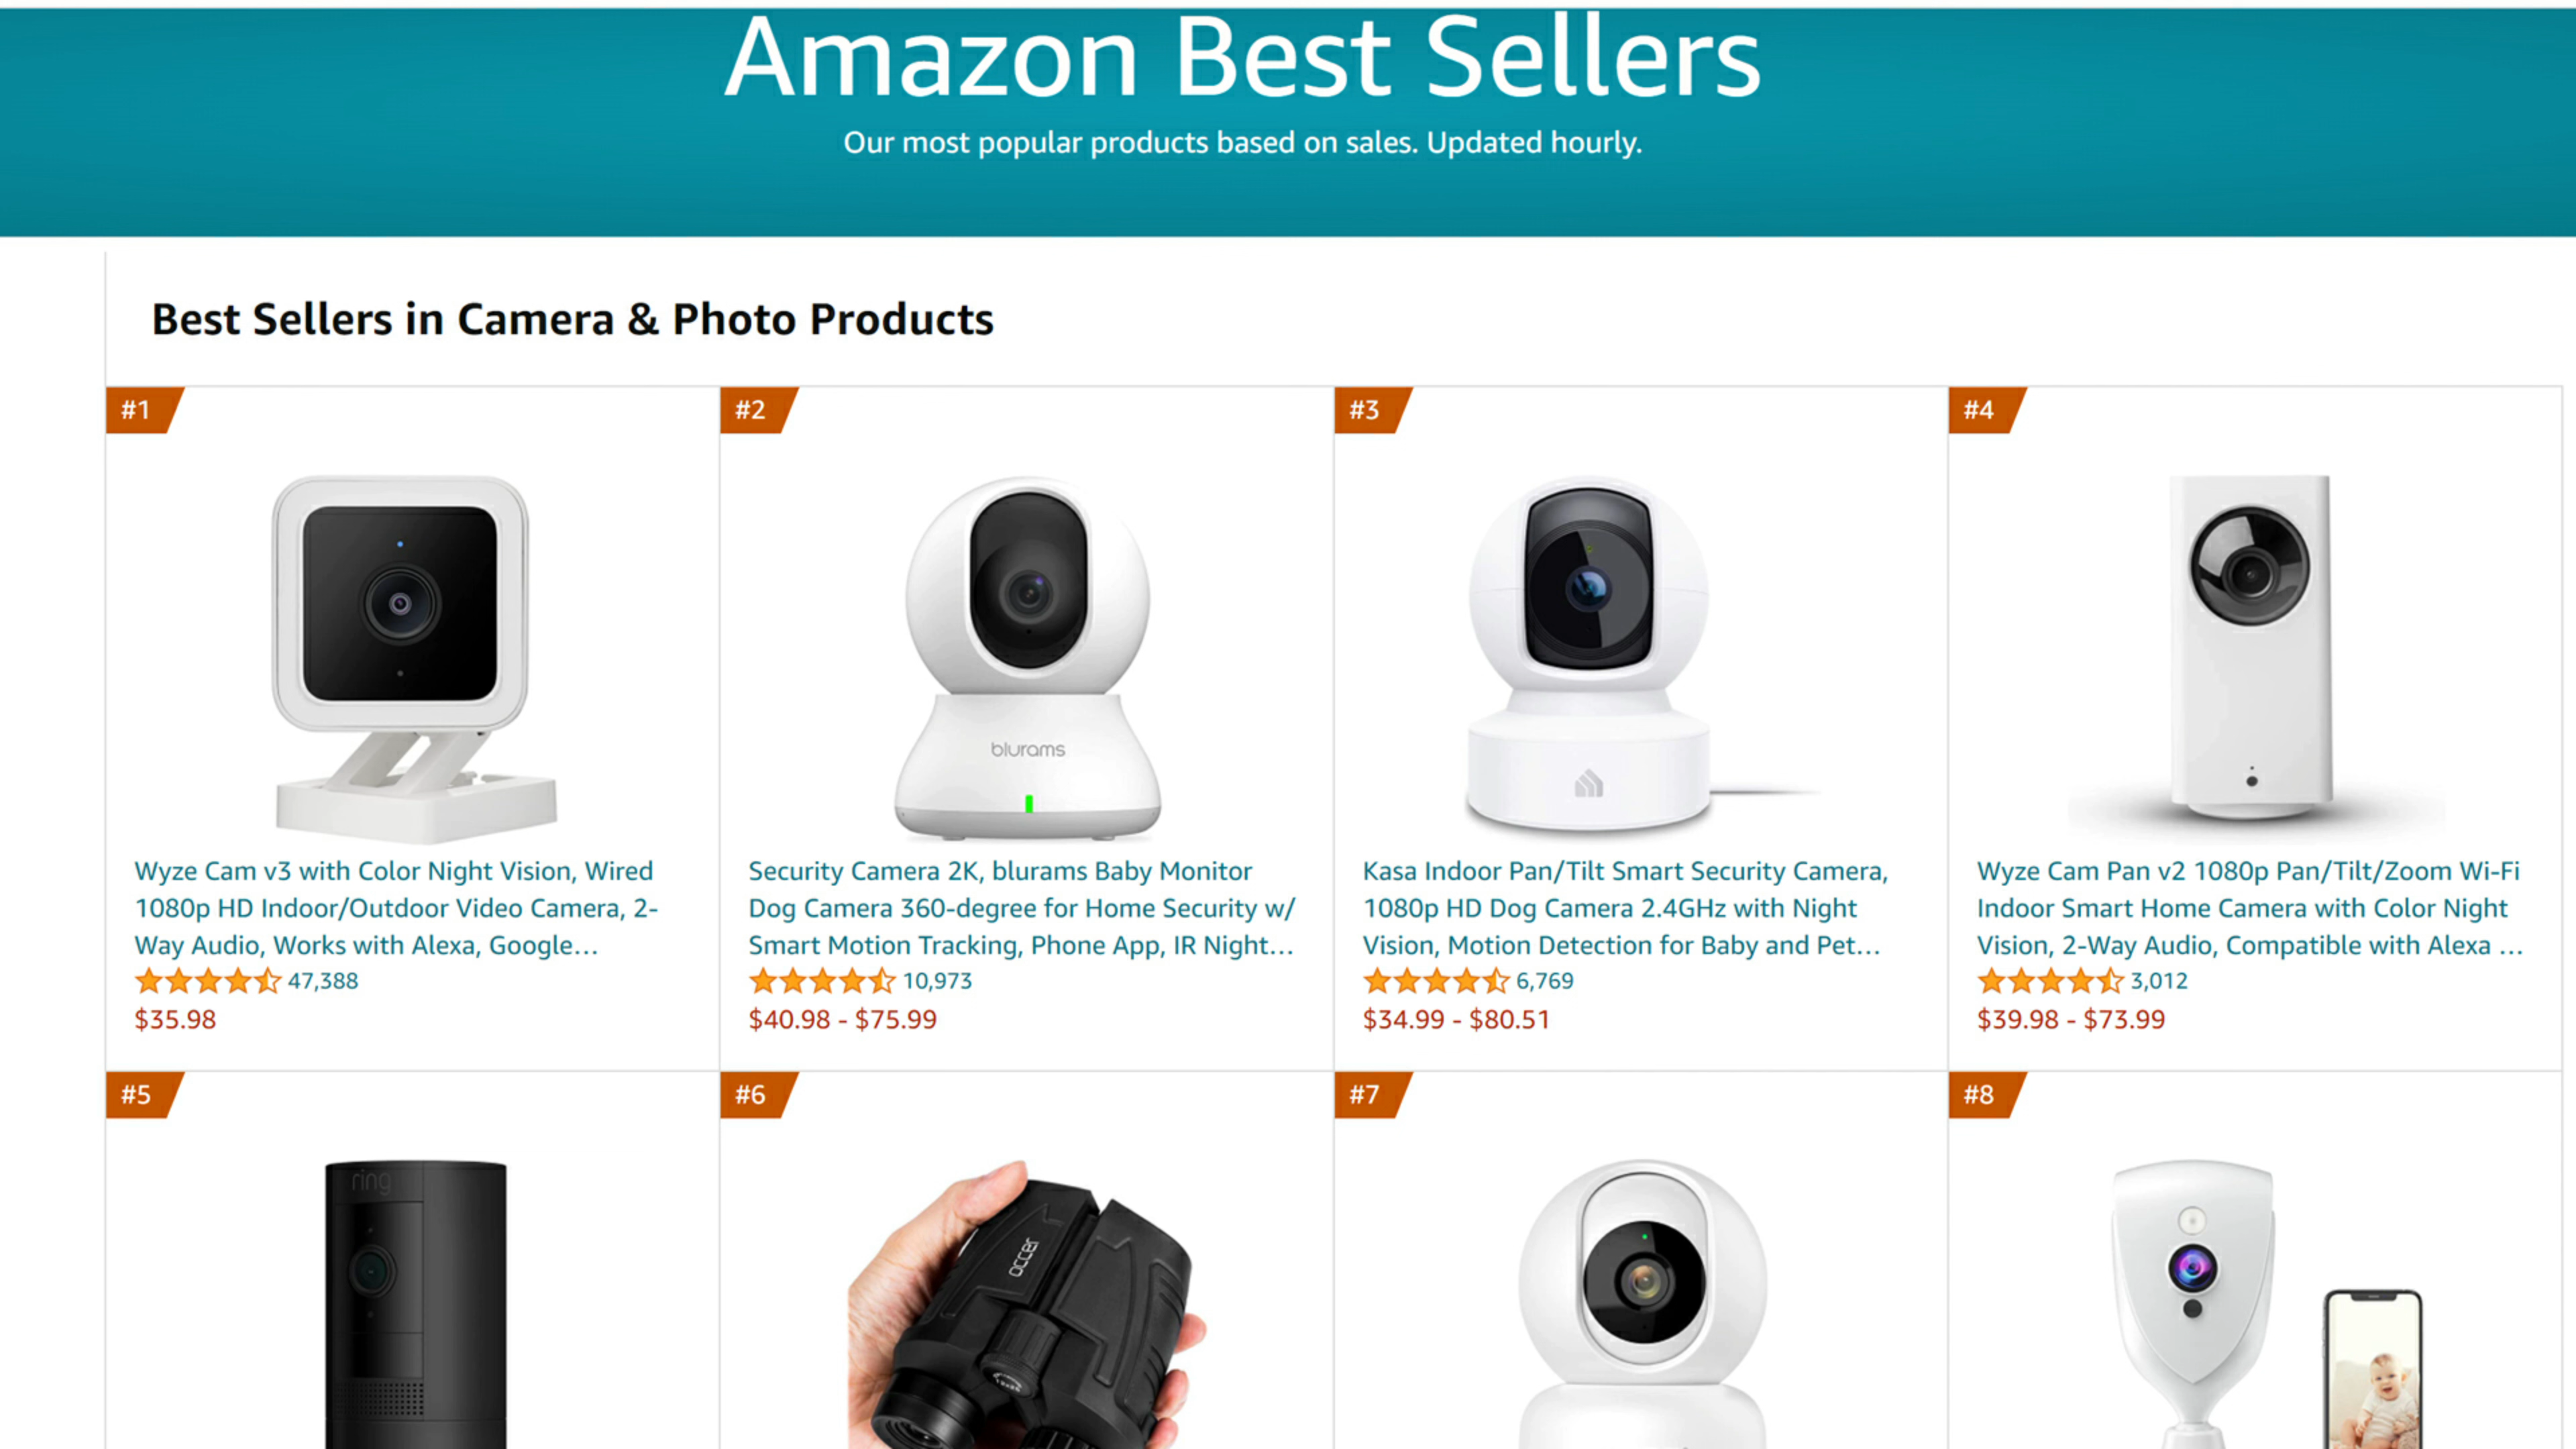 Amazon Best Sellers
Our most popular products based on sales. Updated hourly.
Best Sellers in Camera & Photo Products
#1
#2
#3
#4
blurams
Wyze Cam v3 with Color Night Vision, Wired
1080p HD Indoor/Outdoor Video Camera, 2-
Way Audio, Works with Alexa, Google...
47,388
$35.98
Security Camera 2K, blurams Baby Monitor
Dog Camera 360-degree for Home Security w/
Smart Motion Tracking, Phone App, IR Night...
10,973
$40.98 - $75.99
Kasa Indoor Pan/Tilt Smart Security Camera,
1080p HD Dog Camera 2.4GHz with Night
Vision, Motion Detection for Baby and Pet...
6,769
$34.99 - $80.51
Wyze Cam Pan v2 1080p Pan/Tilt/Zoom Wi-Fi
Indoor Smart Home Camera with Color Night
Vision, 2-Way Audio, Compatible with Alexa ...
3,012
$39.98 - $73.99
#5
#6
#7
#8
ring
occer